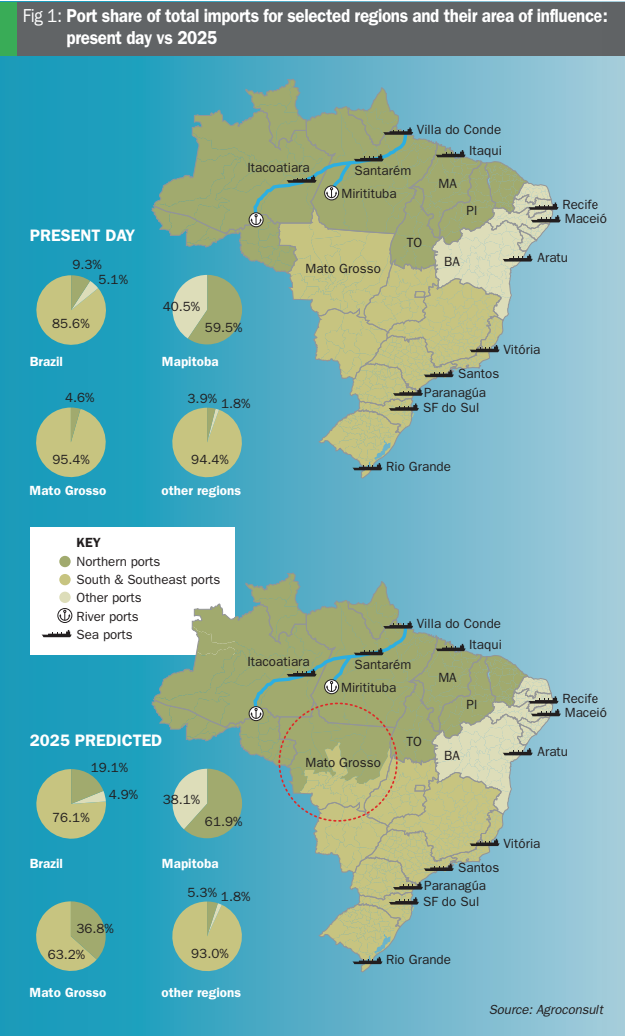 Fig 1: Port share of total imports for selected regions and their area of influence:
present day vs 2025
Villa do Conde
Itaqui
Itacoatiara
Santarém
Miritituba
MA
PI
Recife
Maceió
PRESENT DAY
TO
BA
Aratu
Mato Grosso
9.3%
5.1%
85.6%
Brazil
40.5%
59.5%
Mapitoba
Vitória
Santos
Paranagúa
SF do Sul
Rio Grande
4.6%
95.4%
Mato Grosso
3.9%
1.8%
94.4%
other regions
KEY
Northern ports
South & Southeast ports
Other ports
River ports
Sea ports
Villa do Conde
Itaqui
Itacoatiara
Santarém
Miritituba
MA
PI
Recife
Maceió
2025 PREDICTED
TO
BA
Aratu
Mato Grosso
19.1%
4.9%
76.1%
Brazil
38.1%
61.9%
Mapitoba
Vitória
Santos
Paranagúa
SF do Sul
Rio Grande
36.8%
63.2%
Mato Grosso
5.3%
1.8%
93.0%
other regions
Source: Agroconsult